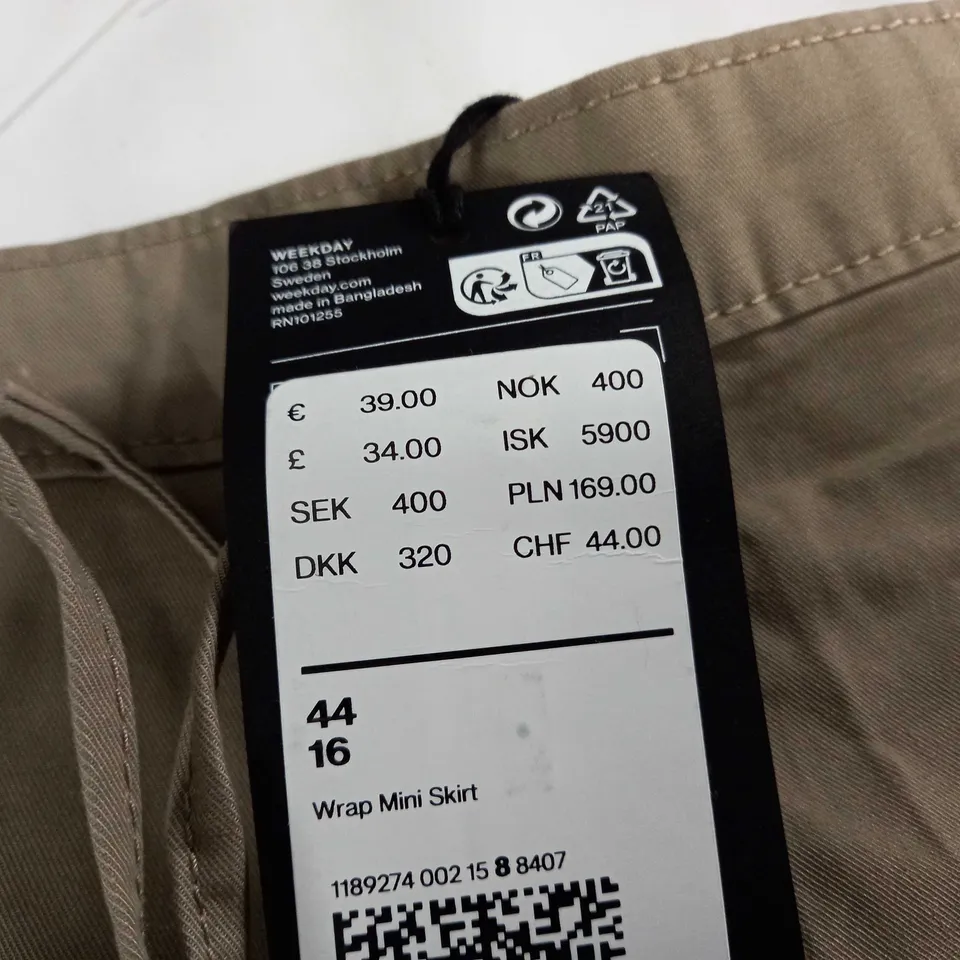 WEEKDAY
106 38 Stockholm
Sweden
weekday.com
made in Bangladesh
RN101255
21
PAP
FR
€ 39.00 NOK 400
£ 34.00 ISK 5900
SEK 400 PLN 169.00
DKK 320 CHF 44.00
44
16
Wrap Mini Skirt
1189274 002 15 8 8407